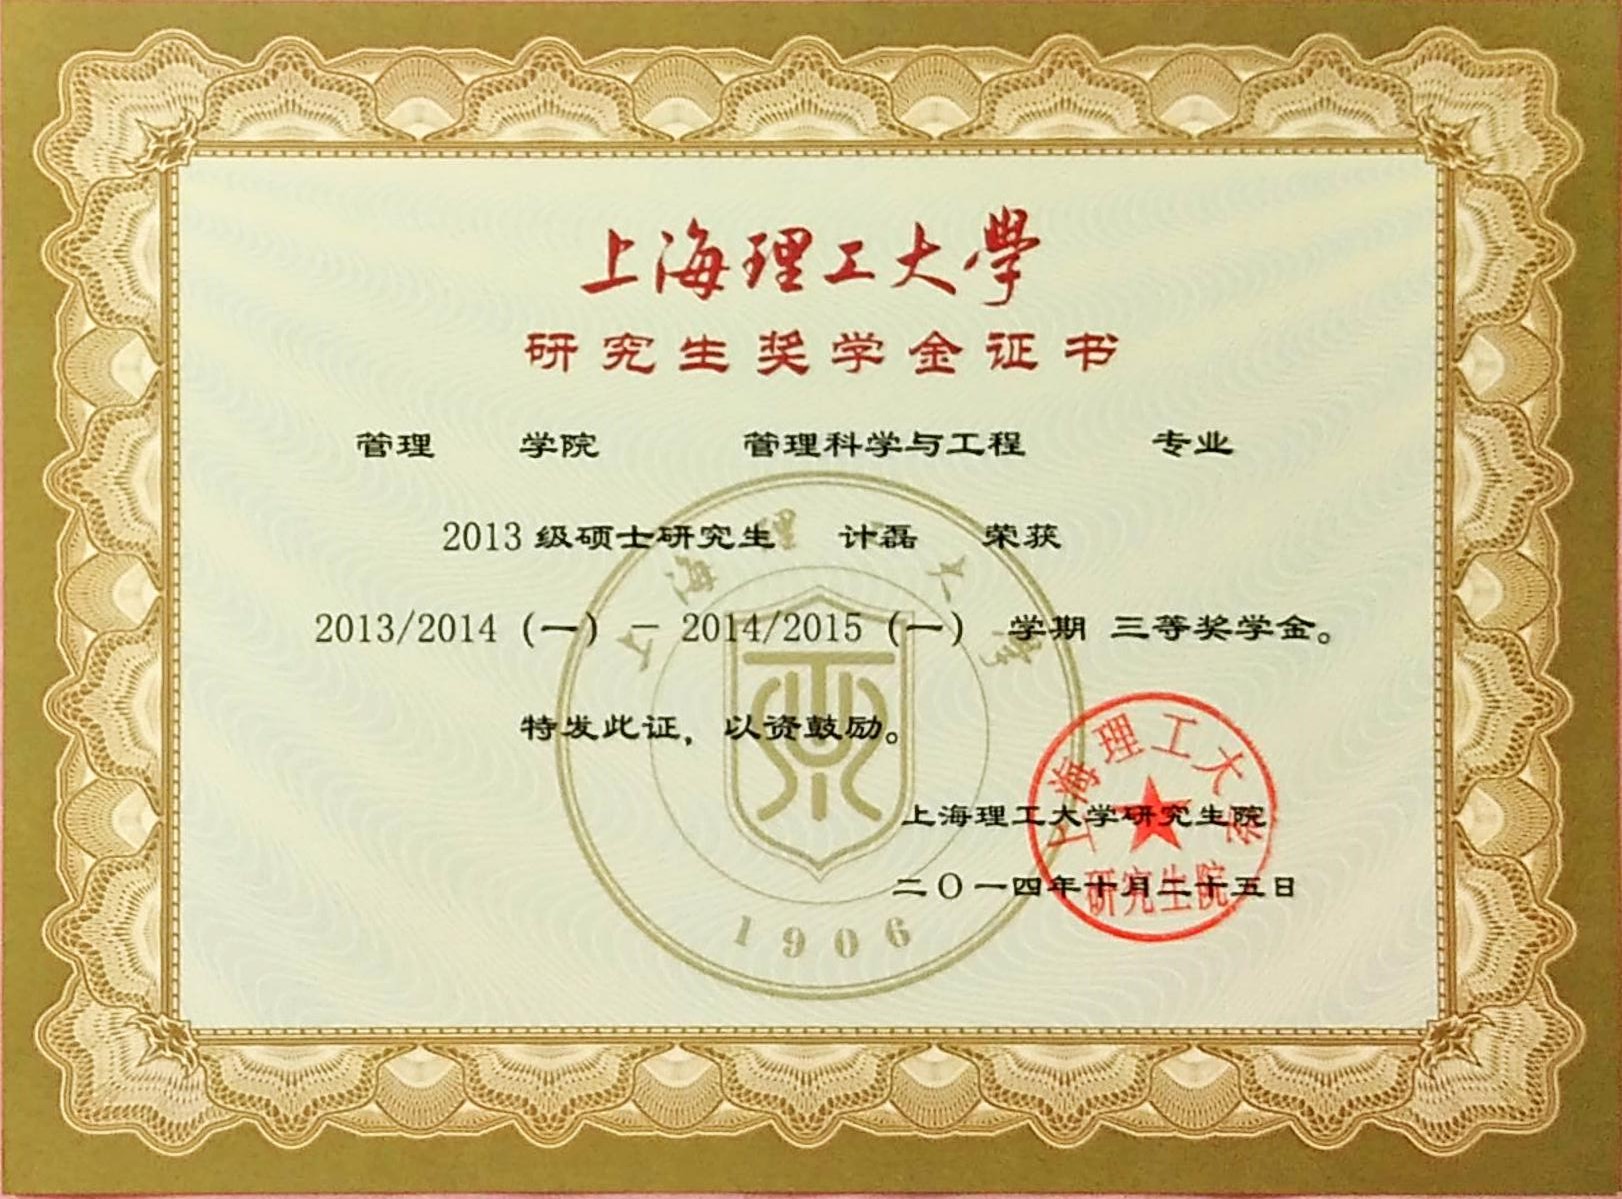 上海理工大學
研究生奖学金证书
管理 学院 管理科学与工程 专业
2013 级硕士研究生 计磊 荣获
2013/2014 (一) — 2014/2015 (一) 学期 三等奖学金。
特发此证，以资鼓励。
上海理工大学研究生院
二〇一四年十月二十五日
上海理工大学
研究生院
1906